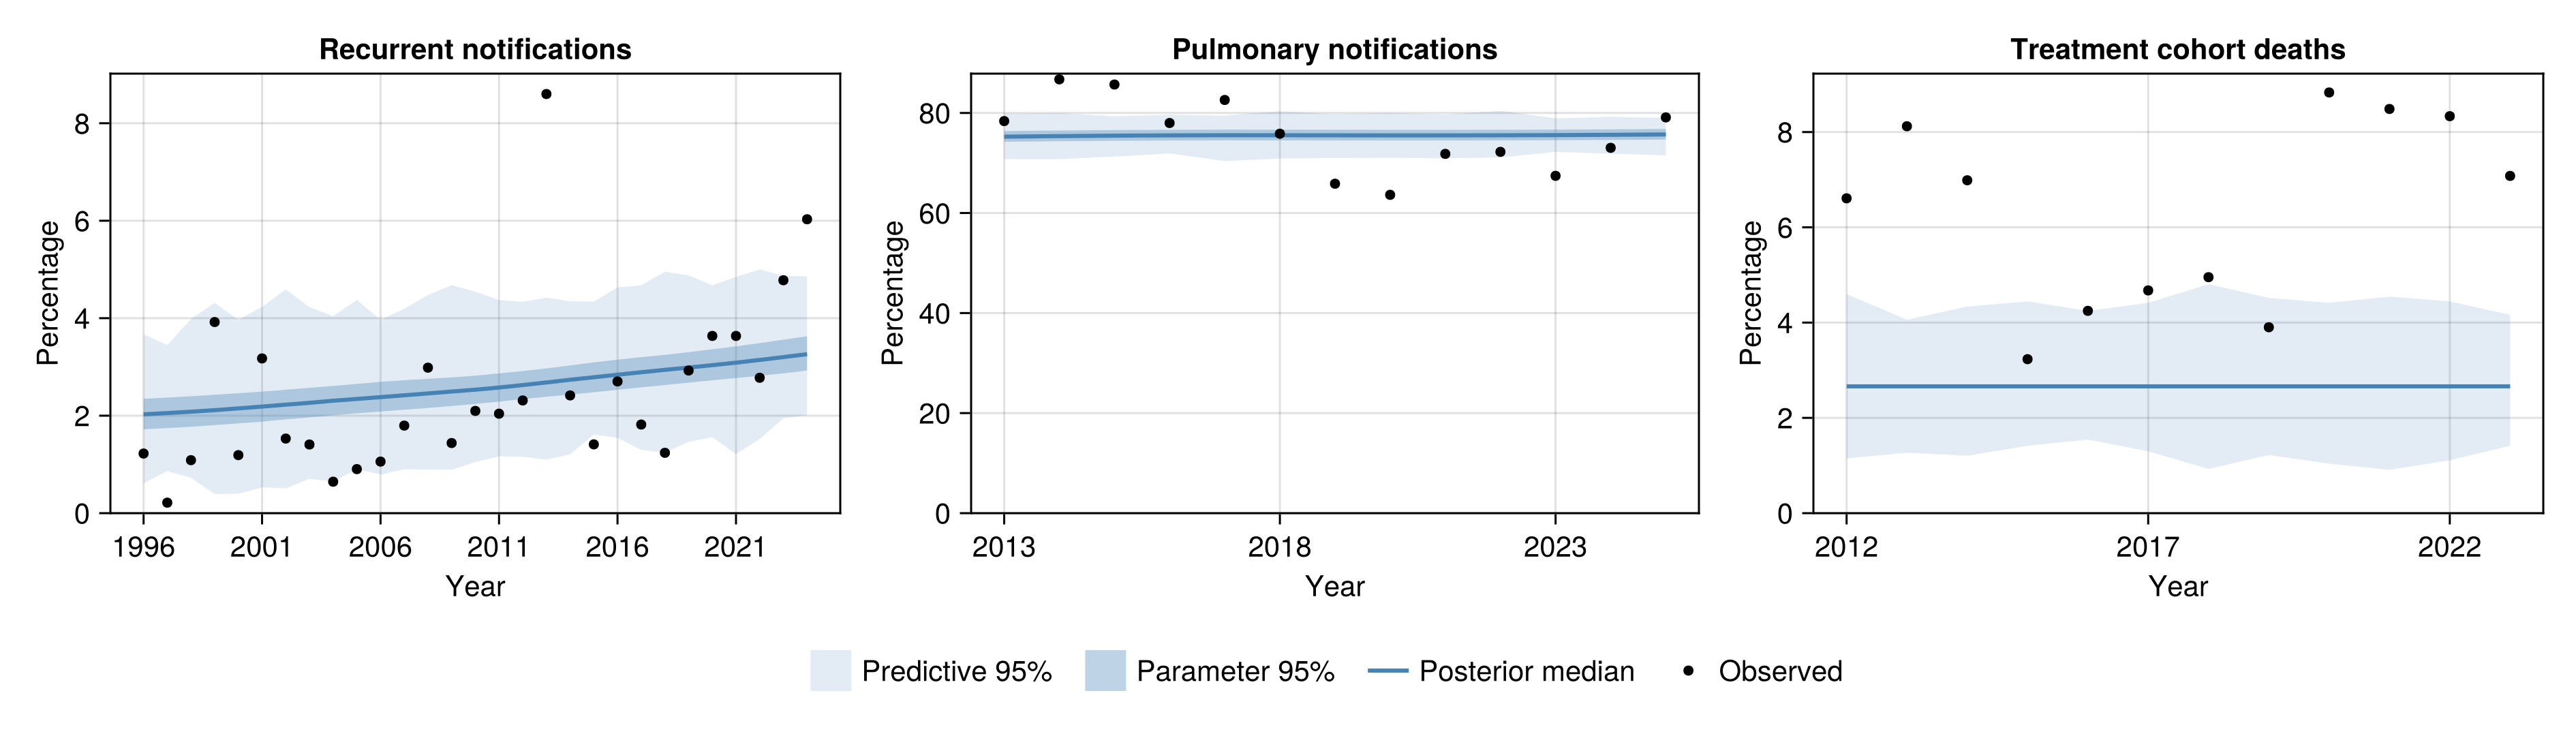 Recurrent notifications
Percentage
8
6
4
2
0
1996 2001 2006 2011 2016 2021
Year
Pulmonary notifications
Percentage
80
60
40
20
0
2013 2018 2023
Year
Treatment cohort deaths
Percentage
8
6
4
2
0
2012 2017 2022
Year
Predictive 95% Parameter 95% Posterior median Observed